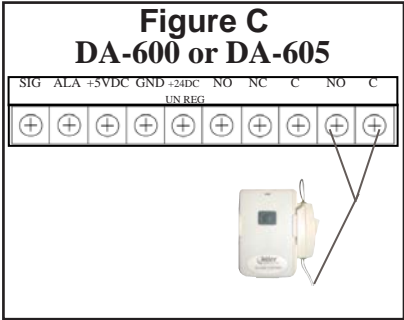 Figure C
DA-600 or DA-605
SIG ALA +5VDC GND +24DC NO NC C NO C
UN REG